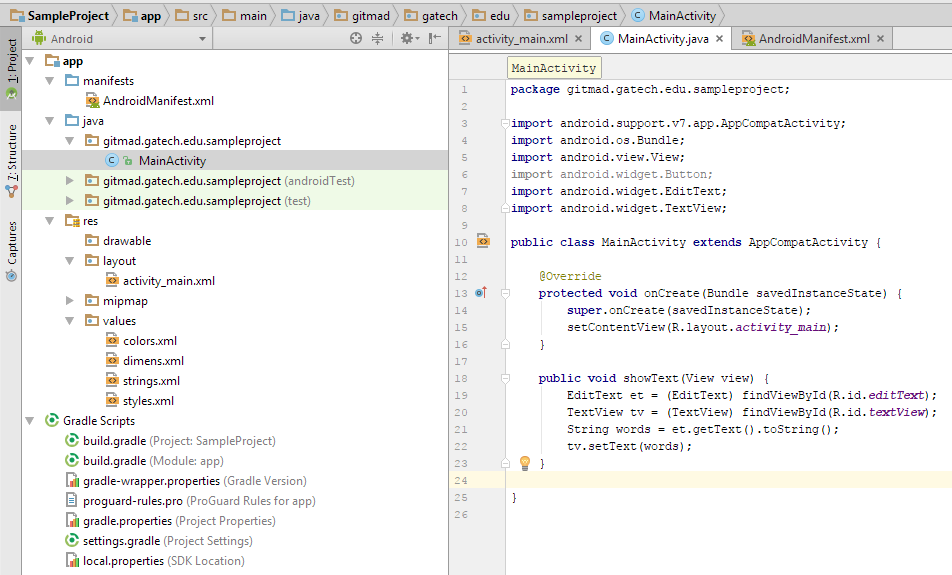 SampleProject app src main java gitmad gatech edu sampleproject MainActivity
1: Project
7: Structure
Captures
Android
app
manifests
AndroidManifest.xml
java
gitmad.gatech.edu.sampleproject
MainActivity
gitmad.gatech.edu.sampleproject (androidTest)
gitmad.gatech.edu.sampleproject (test)
res
drawable
layout
activity_main.xml
mipmap
values
colors.xml
dimens.xml
strings.xml
styles.xml
Gradle Scripts
build.gradle (Project: SampleProject)
build.gradle (Module: app)
gradle-wrapper.properties (Gradle Version)
proguard-rules.pro (ProGuard Rules for app)
gradle.properties (Project Properties)
settings.gradle (Project Settings)
local.properties (SDK Location)
activity_main.xml MainActivity.java AndroidManifest.xml
MainActivity
1 package gitmad.gatech.edu.sampleproject;
2
3 import android.support.v7.app.AppCompatActivity;
4 import android.os.Bundle;
5 import android.view.View;
6 import android.widget.Button;
7 import android.widget.EditText;
8 import android.widget.TextView;
9
10 public class MainActivity extends AppCompatActivity {
11
12 @Override
13 protected void onCreate(Bundle savedInstanceState) {
14 super.onCreate(savedInstanceState);
15 setContentView(R.layout.activity_main);
16 }
17
18 public void showText(View view) {
19 EditText et = (EditText) findViewById(R.id.editText);
20 TextView tv = (TextView) findViewById(R.id.textView);
21 String words = et.getText().toString();
22 tv.setText(words);
23 }
24
25 }
26